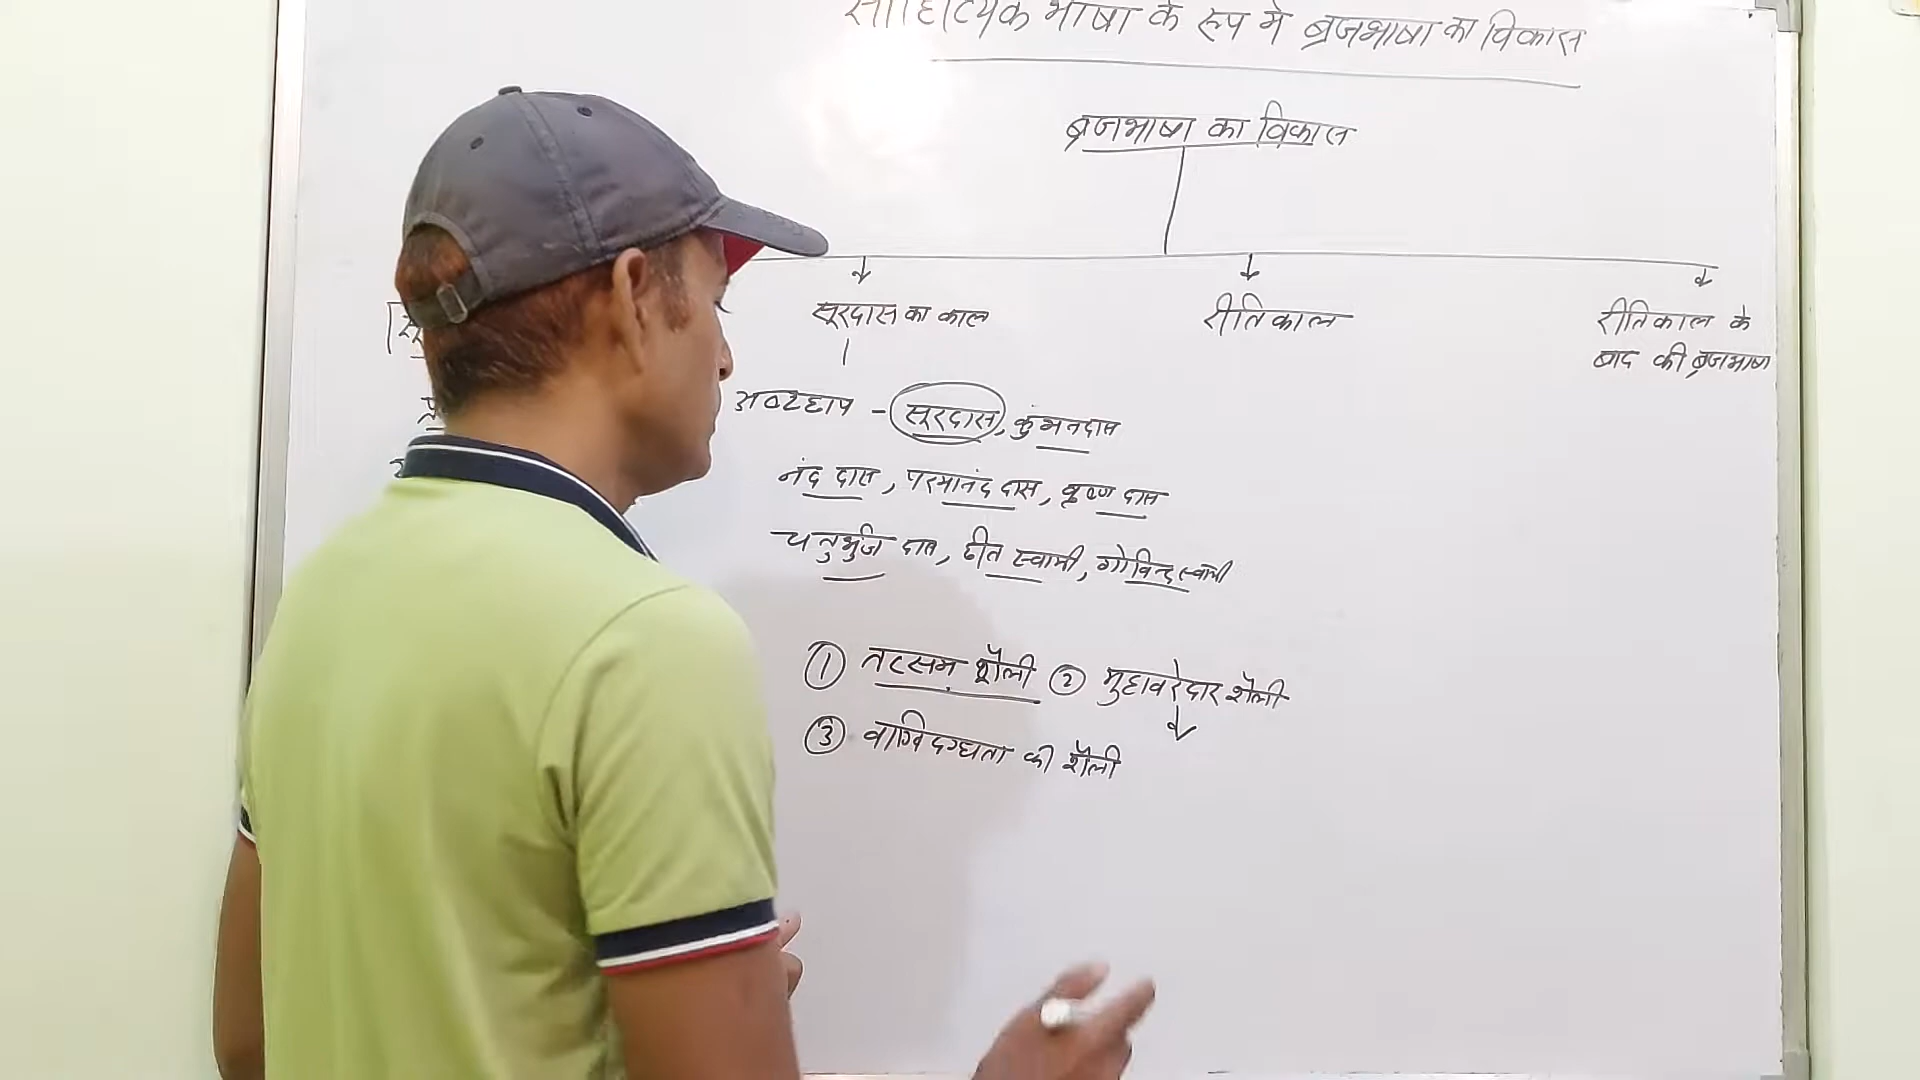 साहित्यिक भाषा के रूप में ब्रजभाषा का विकास
ब्रजभाषा का विकास
सूरदास का काल
रीतिकाल
रीतिकाल के
बाद की ब्रजभाषा
अष्टछाप - सूरदास, कुंभनदास
नंद दास, परमानंद दास, कृष्ण दास
चतुर्भुज दास, छीत स्वामी, गोविन्द स्वामी
① तत्सम शैली ② मुहावरेदार शैली
③ वाग्विदग्धता की शैली